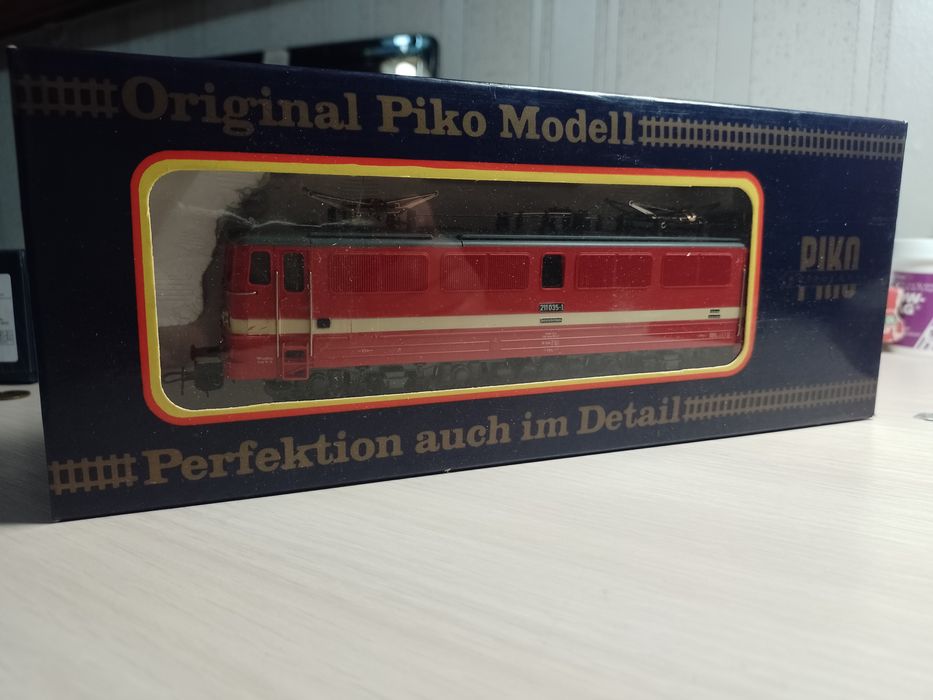 Original Piko Modell
PIKO
211 035-1
Perfektion auch im Detail